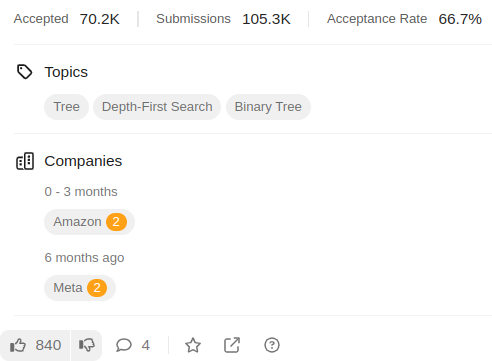 Accepted 70.2K Submissions 105.3K Acceptance Rate 66.7%
Topics
Tree Depth-First Search Binary Tree
Companies
0 - 3 months
Amazon 2
6 months ago
Meta 2
840 4